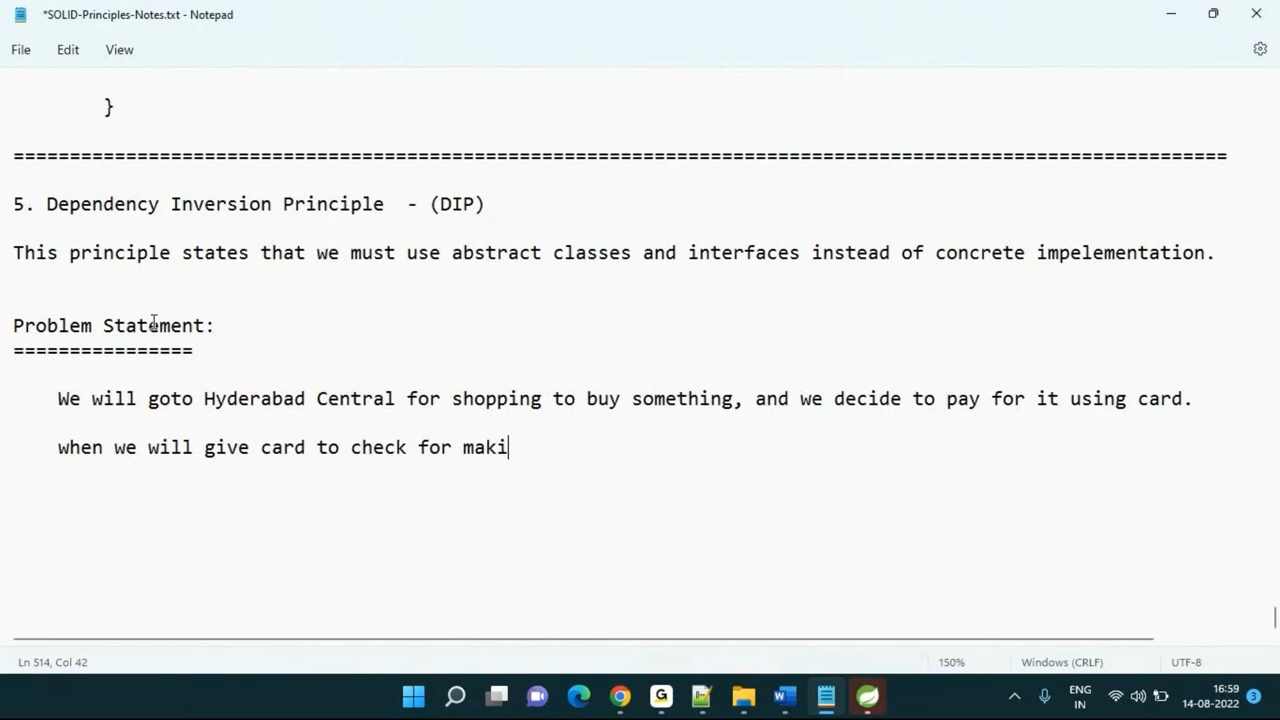 *SOLID-Principles-Notes.txt - Notepad
File Edit View
}
============================================================================================================
5. Dependency Inversion Principle  - (DIP)
This principle states that we must use abstract classes and interfaces instead of concrete impelementation.
Problem Statement:
================
We will goto Hyderabad Central for shopping to buy something, and we decide to pay for it using card.
when we will give card to check for maki
Ln 514, Col 42 150% Windows (CRLF) UTF-8
ENG 16:59
IN 14-08-2022 3